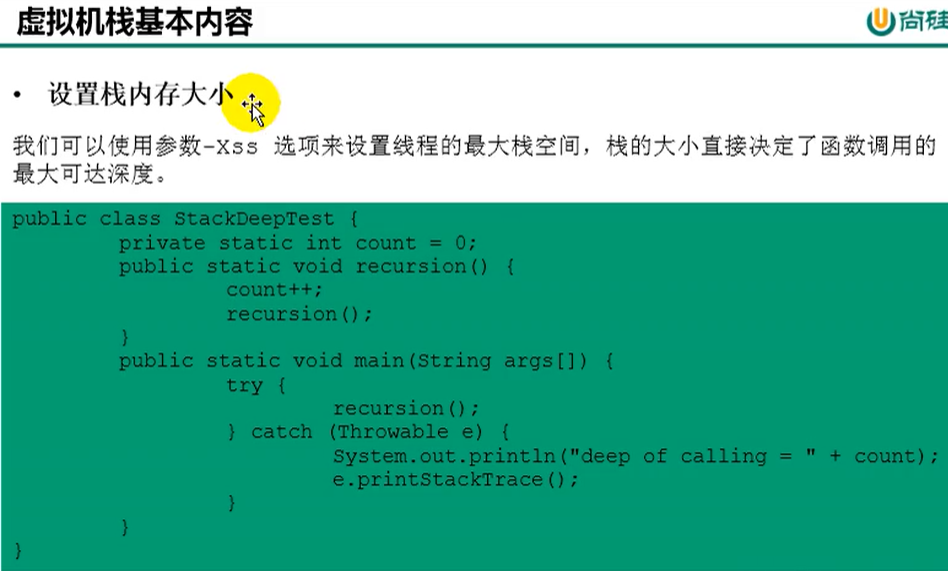 虚拟机栈基本内容
尚硅
• 设置栈内存大小
我们可以使用参数-Xss 选项来设置线程的最大栈空间，栈的大小直接决定了函数调用的
最大可达深度。
public class StackDeepTest {
private static int count = 0;
public static void recursion() {
count++;
recursion();
}
public static void main(String args[]) {
try {
recursion();
} catch (Throwable e) {
System.out.println("deep of calling = " + count);
e.printStackTrace();
}
}
}